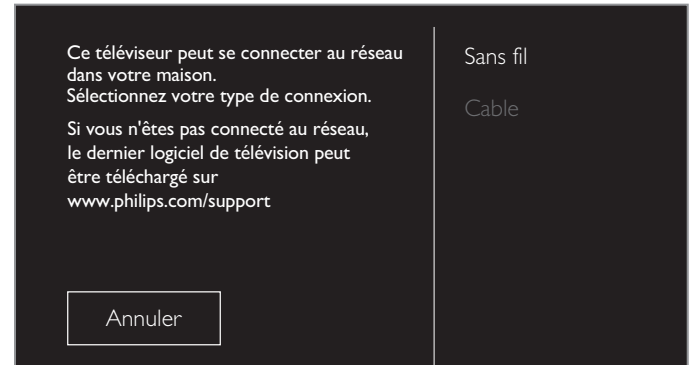 Ce téléviseur peut se connecter au réseau
dans votre maison.
Sélectionnez votre type de connexion.
Si vous n'êtes pas connecté au réseau,
le dernier logiciel de télévision peut
être téléchargé sur
www.philips.com/support
Annuler
Sans fil
Cable